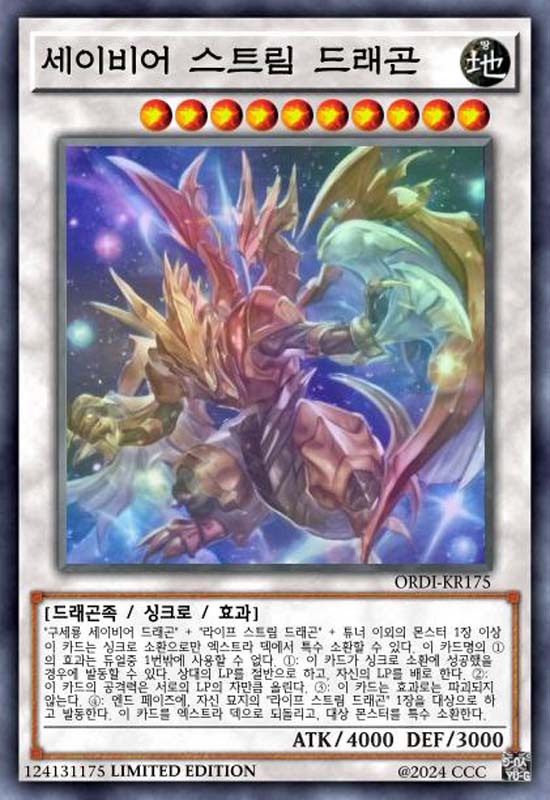 세이비어 스트림 드래곤
땅
地
ORDI-KR175
[드래곤족 / 싱크로 / 효과]
"구세룡 세이비어 드래곤" + "라이프 스트림 드래곤" + 튜너 이외의 몬스터 1장 이상
이 카드는 싱크로 소환으로만 엑스트라 덱에서 특수 소환할 수 있다. 이 카드명의 ①
의 효과는 듀얼중 1번밖에 사용할 수 없다. ①: 이 카드가 싱크로 소환에 성공했을
경우에 발동할 수 있다. 상대의 LP를 절반으로 하고, 자신의 LP를 배로 한다. ②:
이 카드의 공격력은 서로의 LP의 차만큼 올린다. ③: 이 카드는 효과로는 파괴되지
않는다. ④: 엔드 페이즈에, 자신 묘지의 "라이프 스트림 드래곤" 1장을 대상으로 하
고 발동한다. 이 카드를 엑스트라 덱으로 되돌리고, 대상 몬스터를 특수 소환한다.
ATK/4000 DEF/3000
124131175 LIMITED EDITION
@2024 CCC